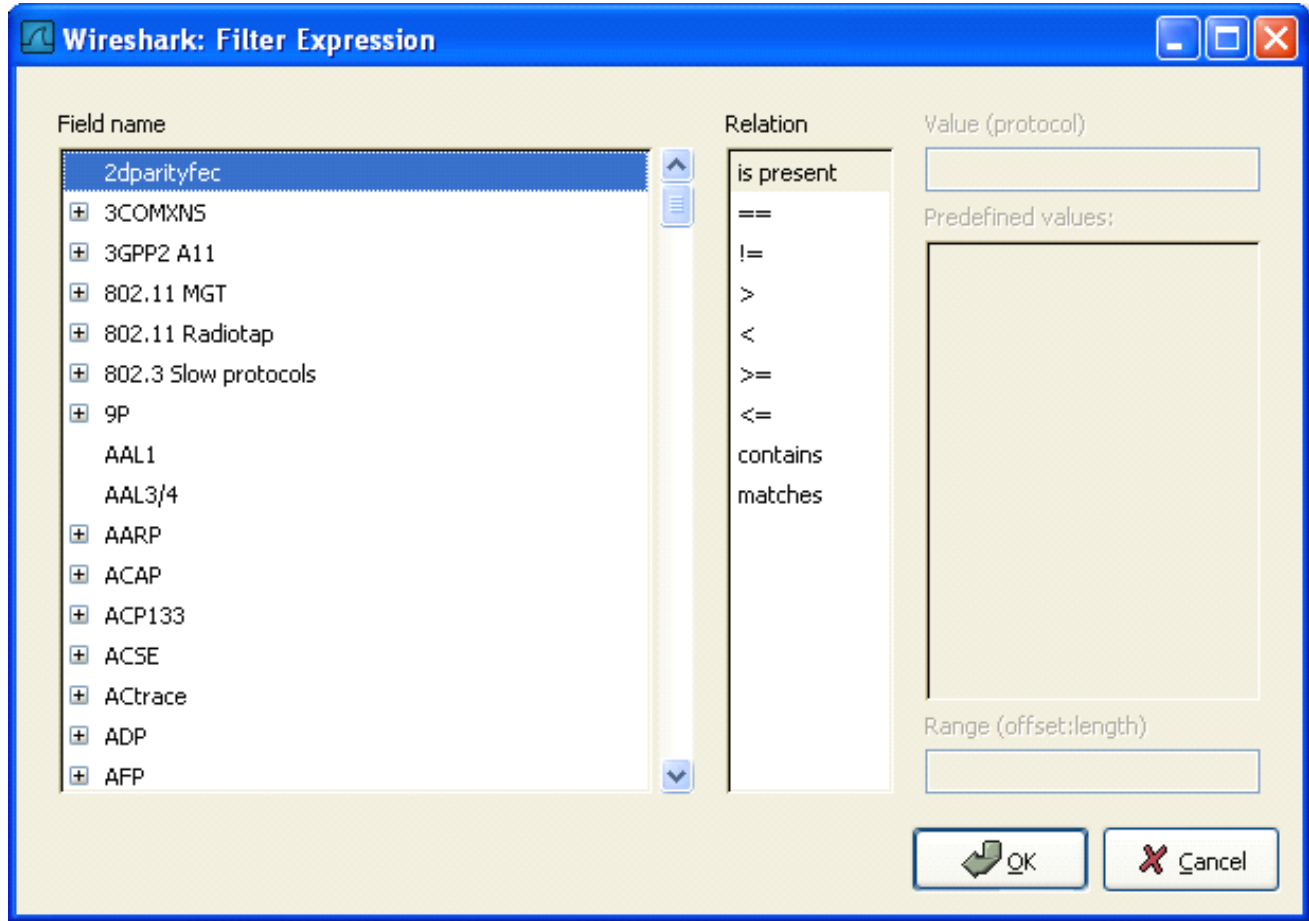 Wireshark: Filter Expression
Field name
2dparityfec
3COMXNS
3GPP2 A11
802.11 MGT
802.11 Radiotap
802.3 Slow protocols
9P
AAL1
AAL3/4
AARP
ACAP
ACP133
ACSE
ACtrace
ADP
AFP
Relation
is present
==
!=
>
<
>=
<=
contains
matches
Value (protocol)
Predefined values:
Range (offset:length)
OK
Cancel